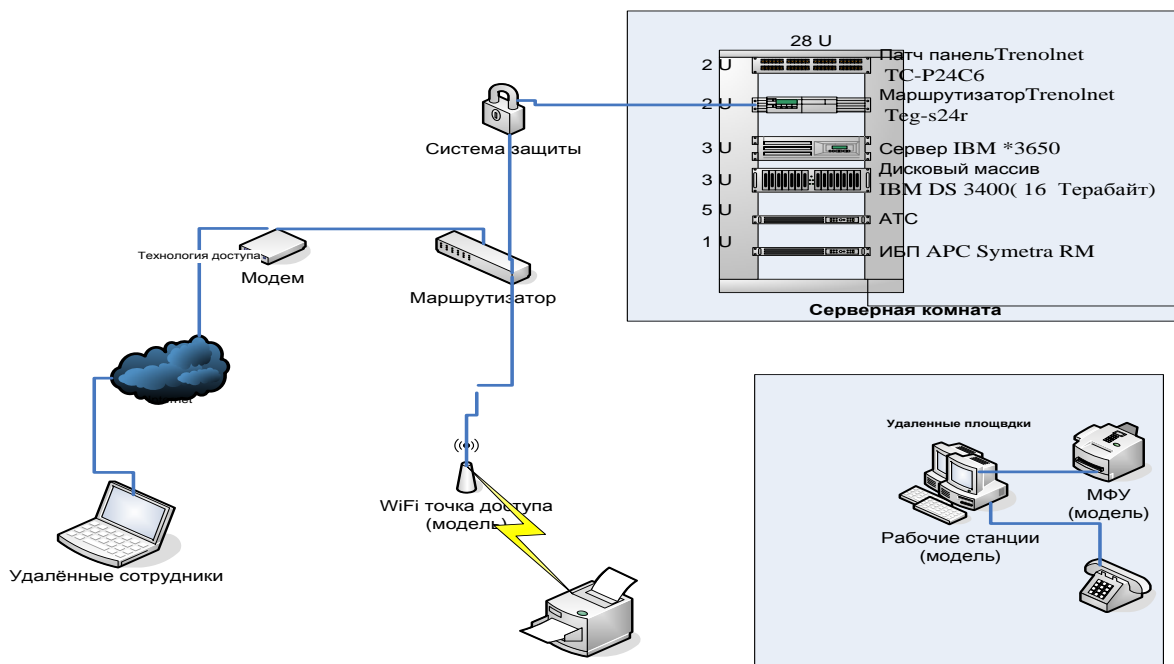 28 U
2 U
Патч панельTrenolnet
TC-P24C6
2 U
МаршрутизаторTrenolnet
Teg-s24r
3 U
Сервер IBM *3650
3 U
Дисковый массив
IBM DS 3400( 16 Терабайт)
5 U
АТС
1 U
ИБП APC Symetra RM
Серверная комната
Система защиты
Технология доступа
Модем
Маршрутизатор
WiFi точка доступа
(модель)
Удалённые сотрудники
Удаленные площвдки
МФУ
(модель)
Рабочие станции
(модель)